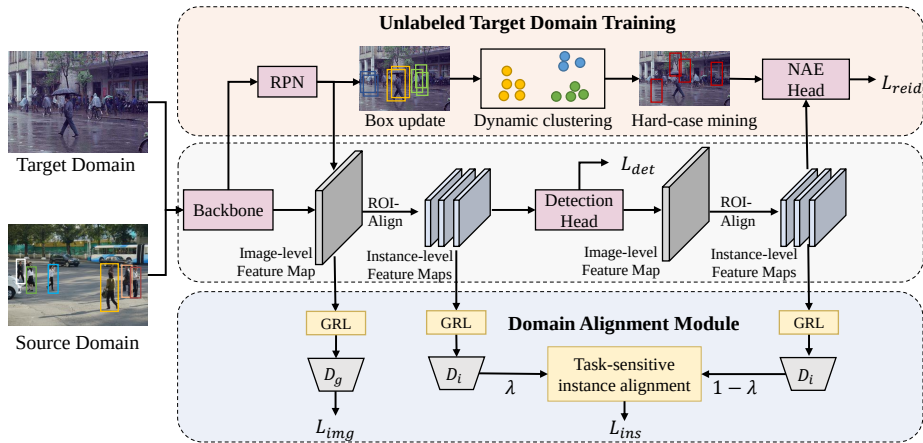 Unlabeled Target Domain Training
RPN
Box update
Dynamic clustering
Hard-case mining
NAE
Head
L_reid
Target Domain
Source Domain
Backbone
Image-level
Feature Map
ROI-
Align
Instance-level
Feature Maps
Detection
Head
L_det
Image-level
Feature Map
ROI-
Align
Instance-level
Feature Maps
Domain Alignment Module
GRL
GRL
GRL
D_g
D_i
λ
Task-sensitive
instance alignment
1 − λ
D_i
L_img
L_ins